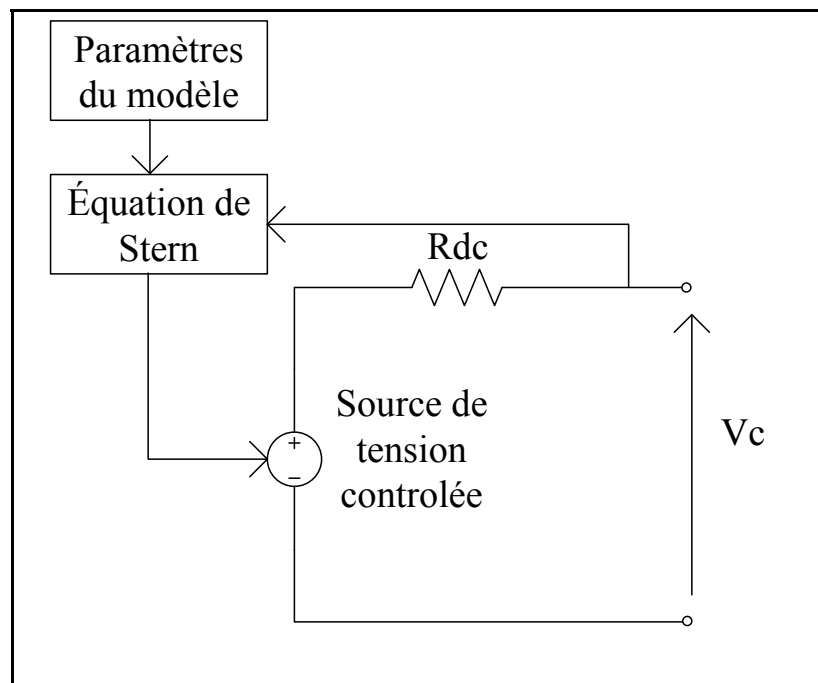 Paramètres
du modèle
Équation de
Stern
Rdc
Source de
tension
controlée
+
−
Vc